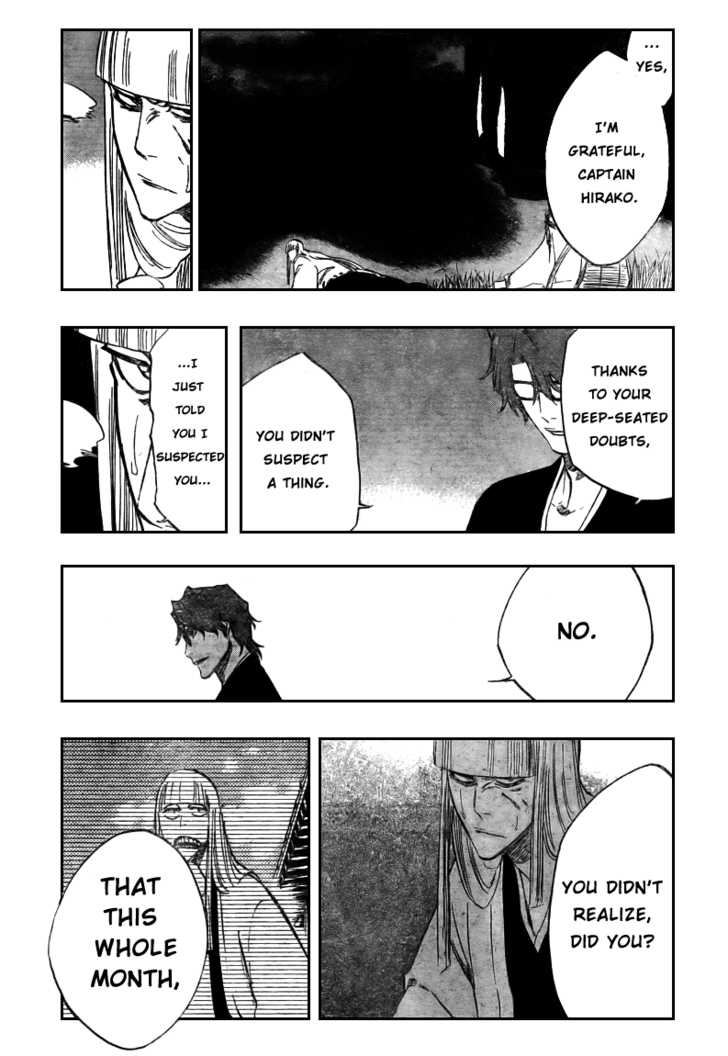 ...
YES,
I'M
GRATEFUL,
CAPTAIN
HIRAKO.
THANKS
TO YOUR
DEEP-SEATED
DOUBTS,
YOU DIDN'T
SUSPECT
A THING.
...I
JUST
TOLD
YOU I
SUSPECTED
YOU...
NO.
YOU DIDN'T
REALIZE,
DID YOU?
THAT
THIS
WHOLE
MONTH,